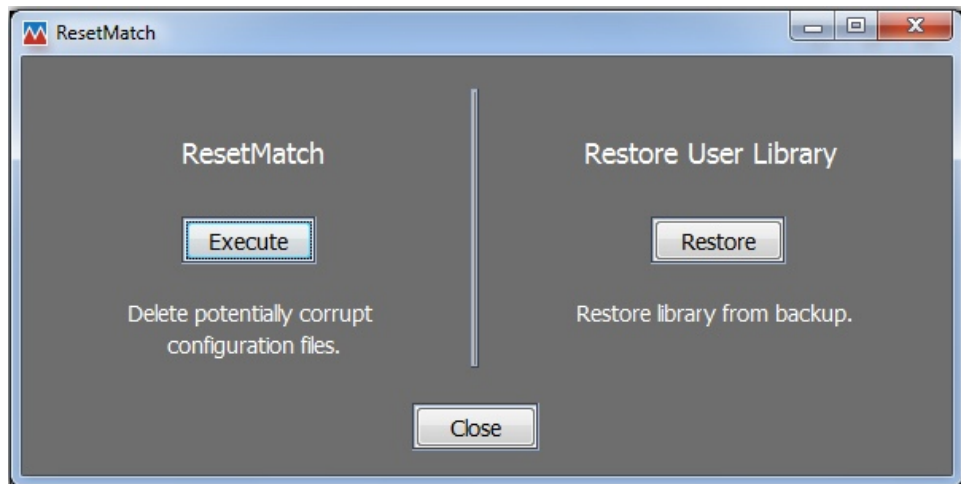 ResetMatch
ResetMatch
Execute
Delete potentially corrupt
configuration files.
Restore User Library
Restore
Restore library from backup.
Close